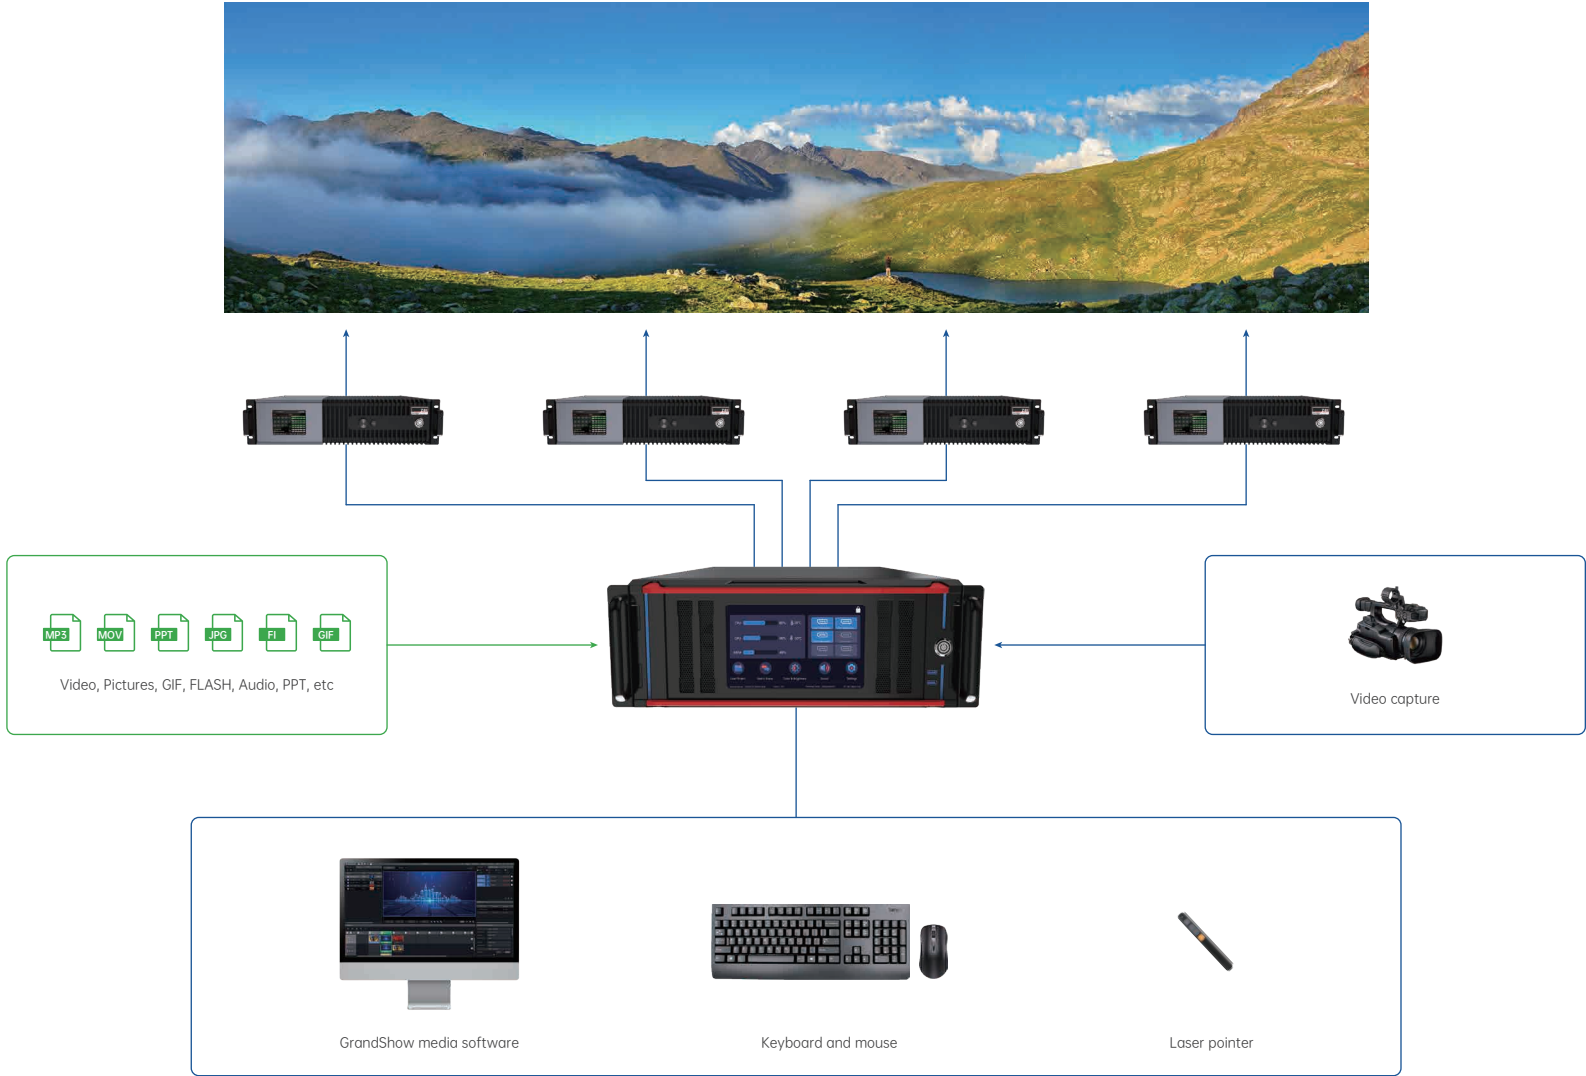 MP3
MOV
PPT
JPG
FI
GIF
Video, Pictures, GIF, FLASH, Audio, PPT, etc
Video capture
GrandShow media software
Keyboard and mouse
Laser pointer